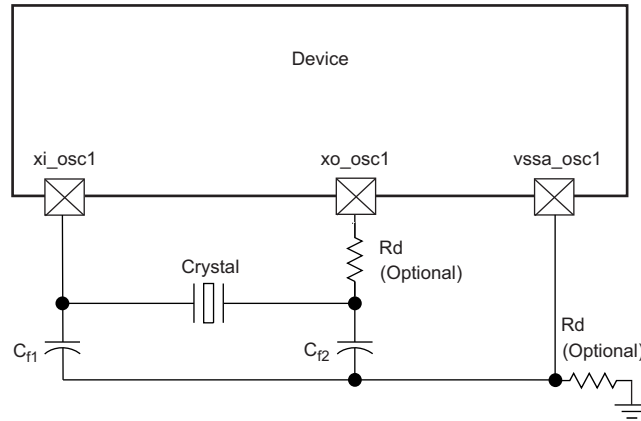 Device
xi_osc1
xo_osc1
vssa_osc1
Rd
(Optional)
Crystal
Rd
(Optional)
Cf1
Cf2